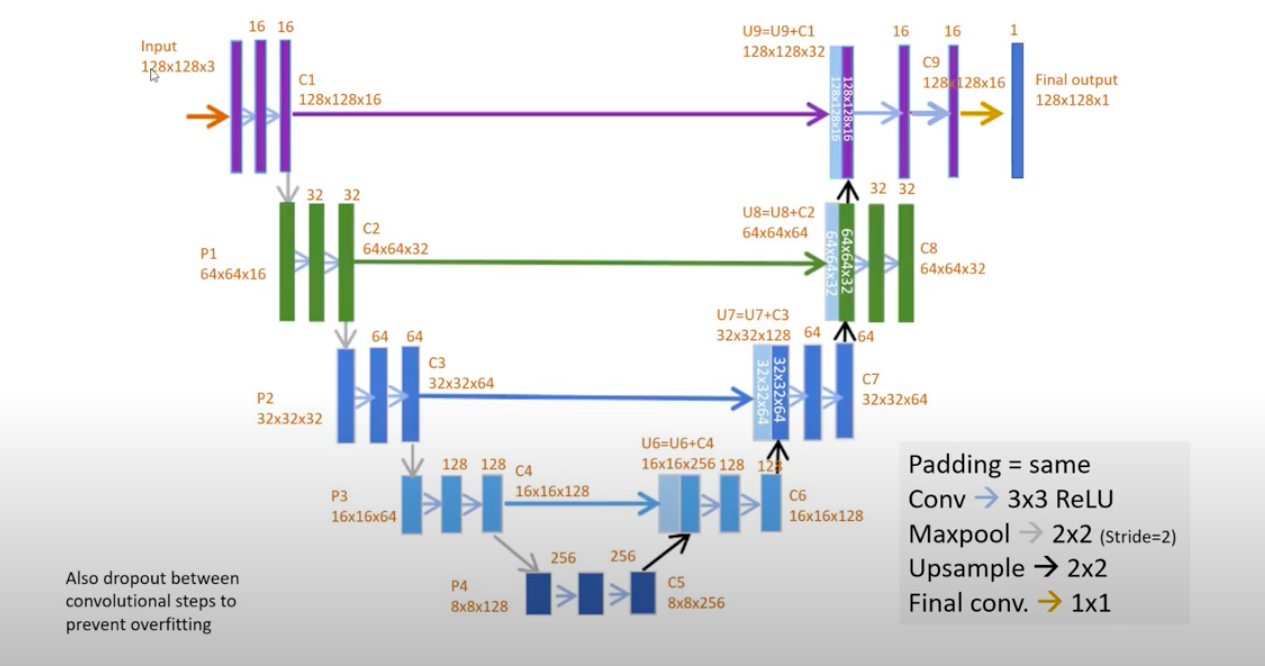 Input
128x128x3
16 16
C1
128x128x16
U9=U9+C1
128x128x32
128x128x16
128x128x16
16
16
C9
128x128x16
1
Final output
128x128x1
P1
64x64x16
32 32
C2
64x64x32
U8=U8+C2
64x64x64
64x64x32
64x64x32
32 32
C8
64x64x32
P2
32x32x32
64 64
C3
32x32x64
U7=U7+C3
32x32x128
32x32x64
32x32x64
64
64
C7
32x32x64
P3
16x16x64
128 128
C4
16x16x128
U6=U6+C4
16x16x256
128
128
C6
16x16x128
P4
8x8x128
256
256
C5
8x8x256
Also dropout between
convolutional steps to
prevent overfitting
Padding = same
Conv → 3x3 ReLU
Maxpool → 2x2 (Stride=2)
Upsample → 2x2
Final conv. → 1x1